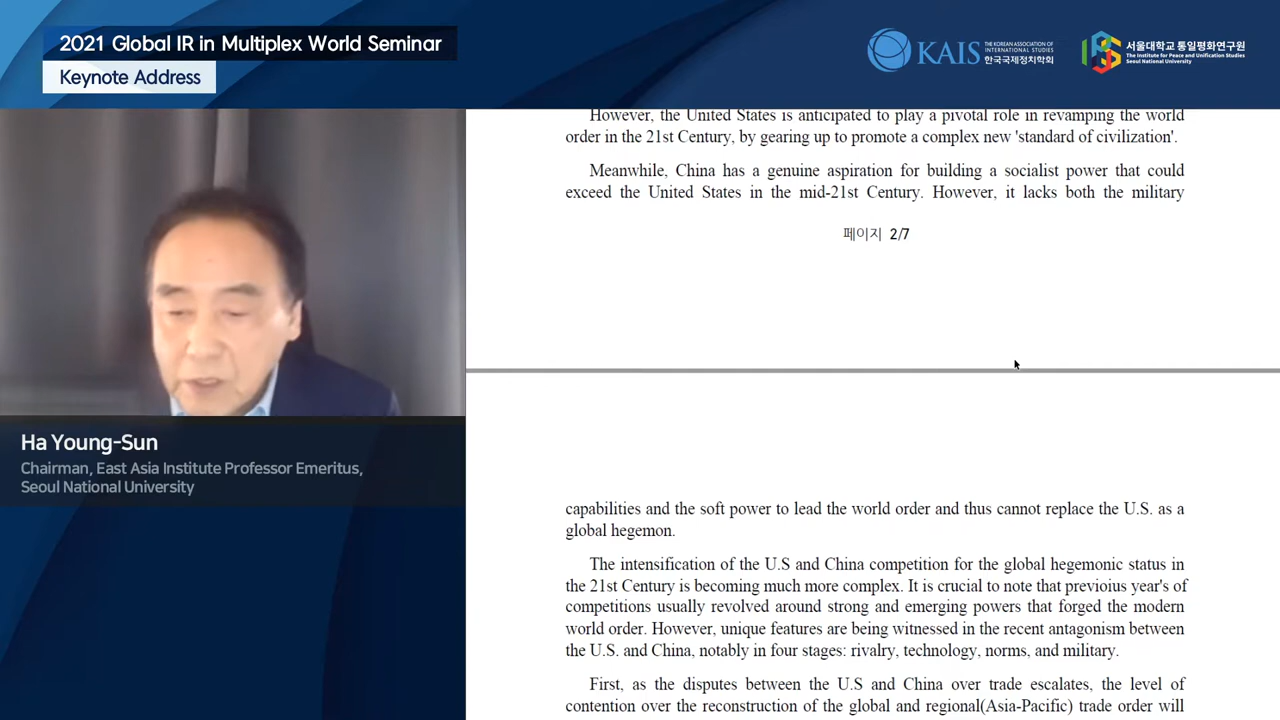 2021 Global IR in Multiplex World Seminar
Keynote Address
KAIS THE KOREAN ASSOCIATION OF INTERNATIONAL STUDIES
한국국제정치학회
서울대학교 통일평화연구원
The Institute for Peace and Unification Studies
Seoul National University
However, the United States is anticipated to play a pivotal role in revamping the world
order in the 21st Century, by gearing up to promote a complex new 'standard of civilization'.
Meanwhile, China has a genuine aspiration for building a socialist power that could
exceed the United States in the mid-21st Century. However, it lacks both the military
페이지 2/7
capabilities and the soft power to lead the world order and thus cannot replace the U.S. as a
global hegemon.
The intensification of the U.S and China competition for the global hegemonic status in
the 21st Century is becoming much more complex. It is crucial to note that previoius year's of
competitions usually revolved around strong and emerging powers that forged the modern
world order. However, unique features are being witnessed in the recent antagonism between
the U.S. and China, notably in four stages: rivalry, technology, norms, and military.
First, as the disputes between the U.S and China over trade escalates, the level of
contention over the reconstruction of the global and regional(Asia-Pacific) trade order will
Ha Young-Sun
Chairman, East Asia Institute Professor Emeritus,
Seoul National University